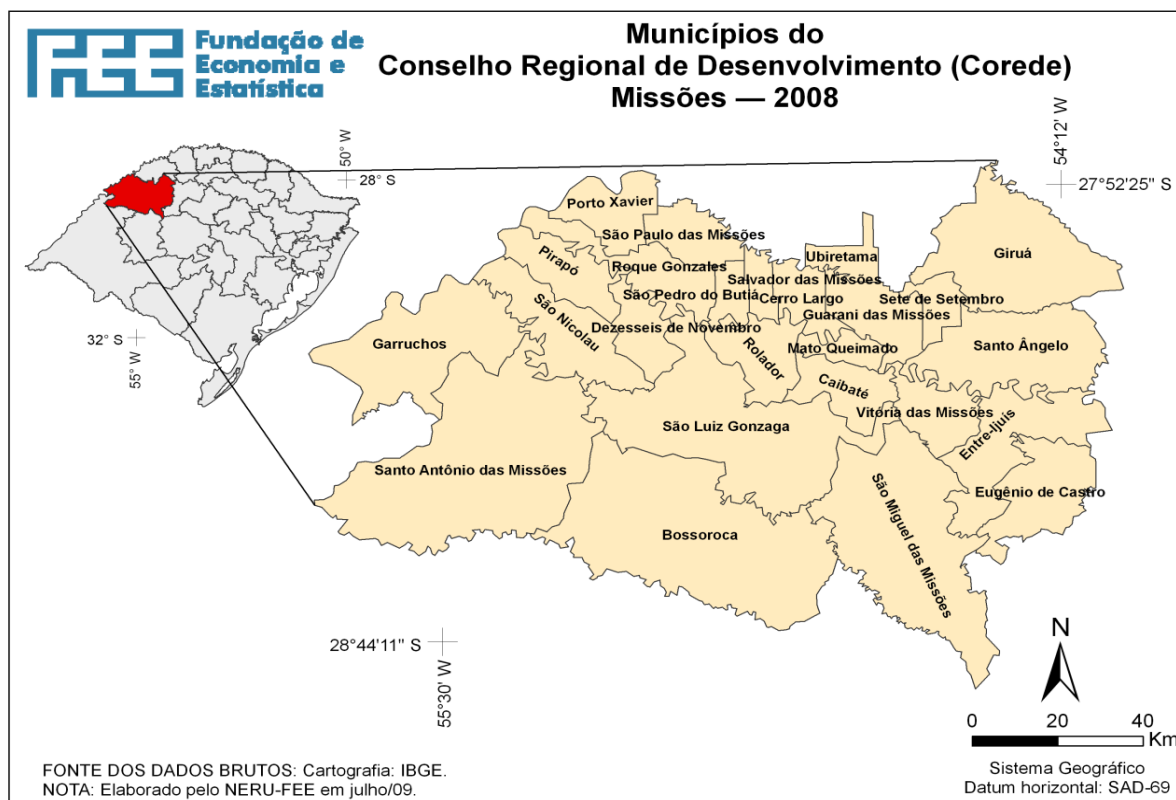 FEE
Fundação de
Economia e
Estatística
Municípios do
Conselho Regional de Desenvolvimento (Corede)
Missões — 2008
50° W
28° S
54°12' W
27°52'25" S
32° S
55° W
Porto Xavier
São Paulo das Missões
Pirapó
Roque Gonzales
Ubiretama
Giruá
Salvador das Missões
São Pedro do Butiá
Cerro Largo
Sete de Setembro
São Nicolau
Guarani das Missões
Dezesseis de Novembro
Garruchos
Rolador
Mato Queimado
Santo Ângelo
Caibaté
Vitória das Missões
São Luiz Gonzaga
Entre-Ijuís
Santo Antônio das Missões
Eugênio de Castro
Bossoroca
São Miguel das Missões
28°44'11" S
55°30' W
N
0 20 40
Km
FONTE DOS DADOS BRUTOS: Cartografia: IBGE.
NOTA: Elaborado pelo NERU-FEE em julho/09.
Sistema Geográfico
Datum horizontal: SAD-69